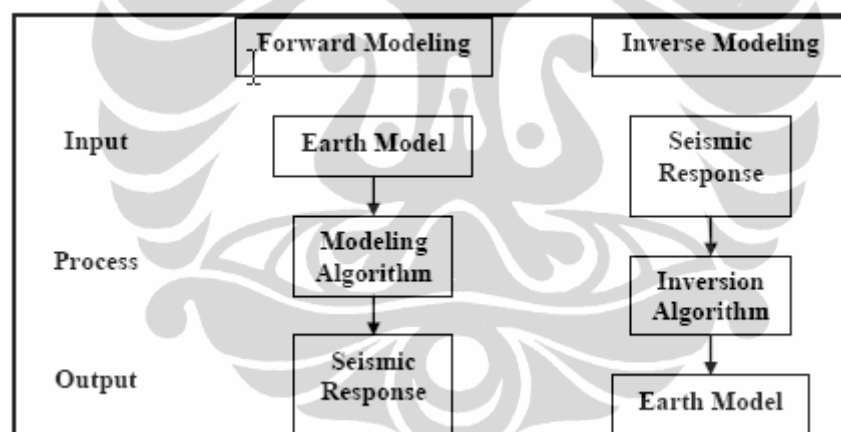 Forward Modeling
Inverse Modeling
Input
Earth Model
Seismic
Response
Process
Modeling
Algorithm
Inversion
Algorithm
Output
Seismic
Response
Earth Model